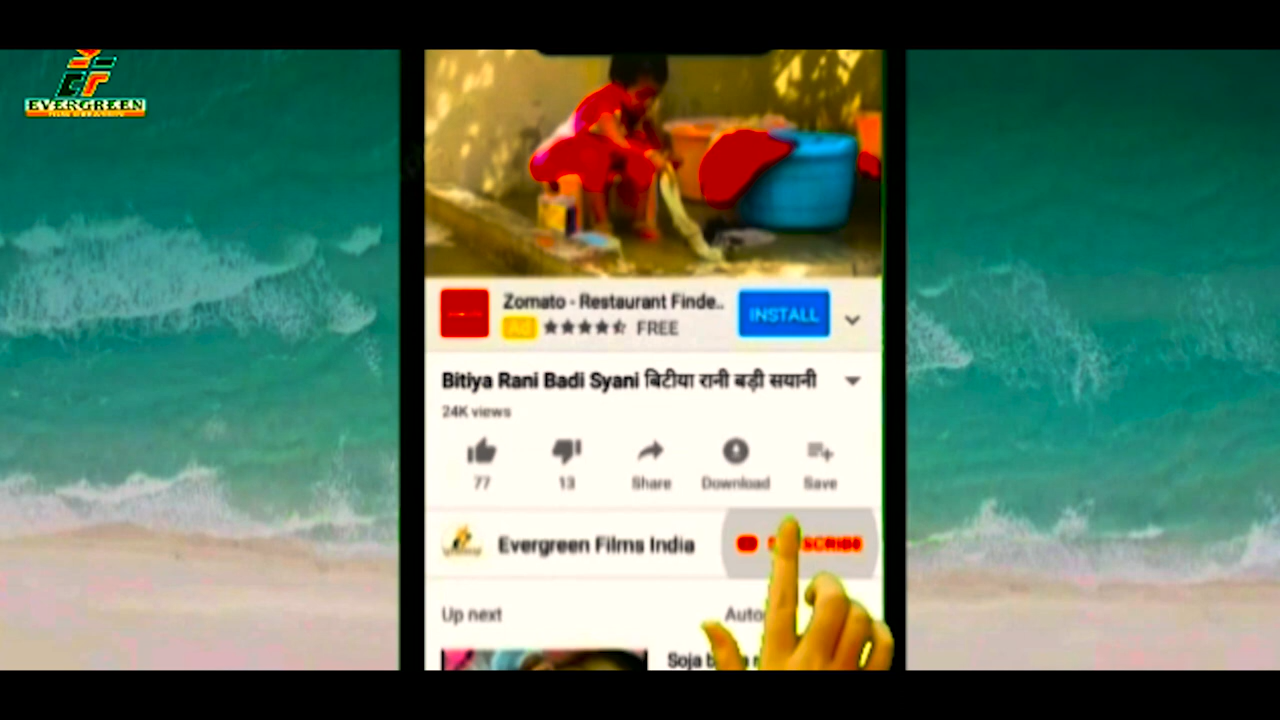 EVERGREEN
Zomato - Restaurant Finde..
INSTALL
Ad
FREE
Bitiya Rani Badi Syani बिटीया रानी बड़ी सयानी
24K views
77
13
Share
Download
Save
Evergreen Films India
Up next
Soja